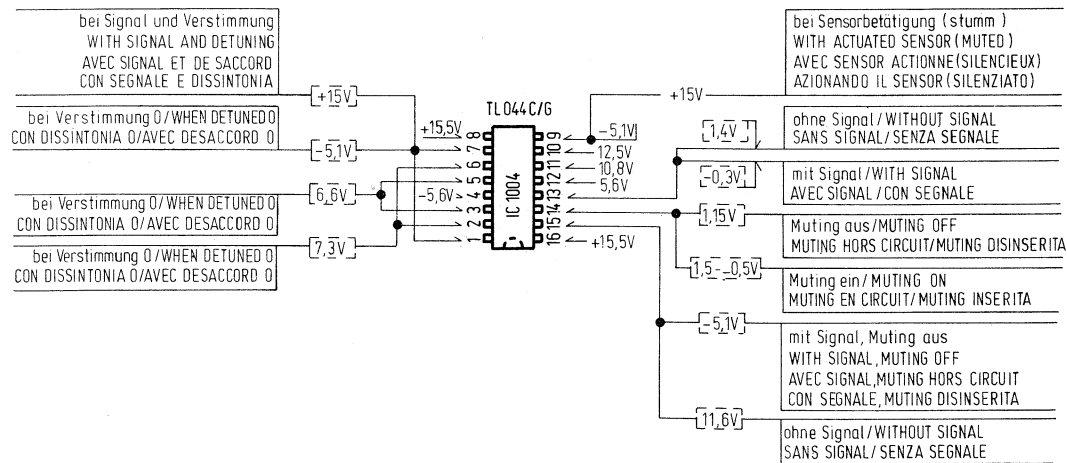 bei Signal und Verstimmung
WITH SIGNAL AND DETUNING
AVEC SIGNAL ET DE SACCORD
CON SEGNALE E DISSINTONIA
+15V
bei Verstimmung 0/WHEN DETUNED 0
CON DISSINTONIA 0/AVEC DESACCORD 0
-5,1V
6,6V
bei Verstimmung 0/WHEN DETUNED 0
CON DISSINTONIA 0/AVEC DESACCORD 0
7,3V
bei Verstimmung 0/WHEN DETUNED 0
CON DISSINTONIA 0/AVEC DESACCORD 0
TL044C/G
IC 1004
+15,5V
-5,6V
8
7
6
5
4
3
2
1
9
10
11
12
13
14
15
16
-5,1V
12,5V
10,8V
5,6V
+15,5V
bei Sensorbetätigung (stumm )
WITH ACTUATED SENSOR (MUTED )
AVEC SENSOR ACTIONNE(SILENCIEUX)
AZIONANDO IL SENSOR(SILENZIATO)
+15V
1,4V
ohne Signal/WITHOUT SIGNAL
SANS SIGNAL/SENZA SEGNALE
-0,3V
mit Signal/WITH SIGNAL
AVEC SIGNAL/CON SEGNALE
1,15V
Muting aus/MUTING OFF
MUTING HORS CIRCUIT/MUTING DISINSERITA
1,5-_0,5V
Muting ein/MUTING ON
MUTING EN CIRCUIT/MUTING INSERITA
-5,1V
mit Signal, Muting aus
WITH SIGNAL,MUTING OFF
AVEC SIGNAL,MUTING HORS CIRCUIT
CON SEGNALE, MUTING DISINSERITA
11,6V
ohne Signal/WITHOUT SIGNAL
SANS SIGNAL/SENZA SEGNALE